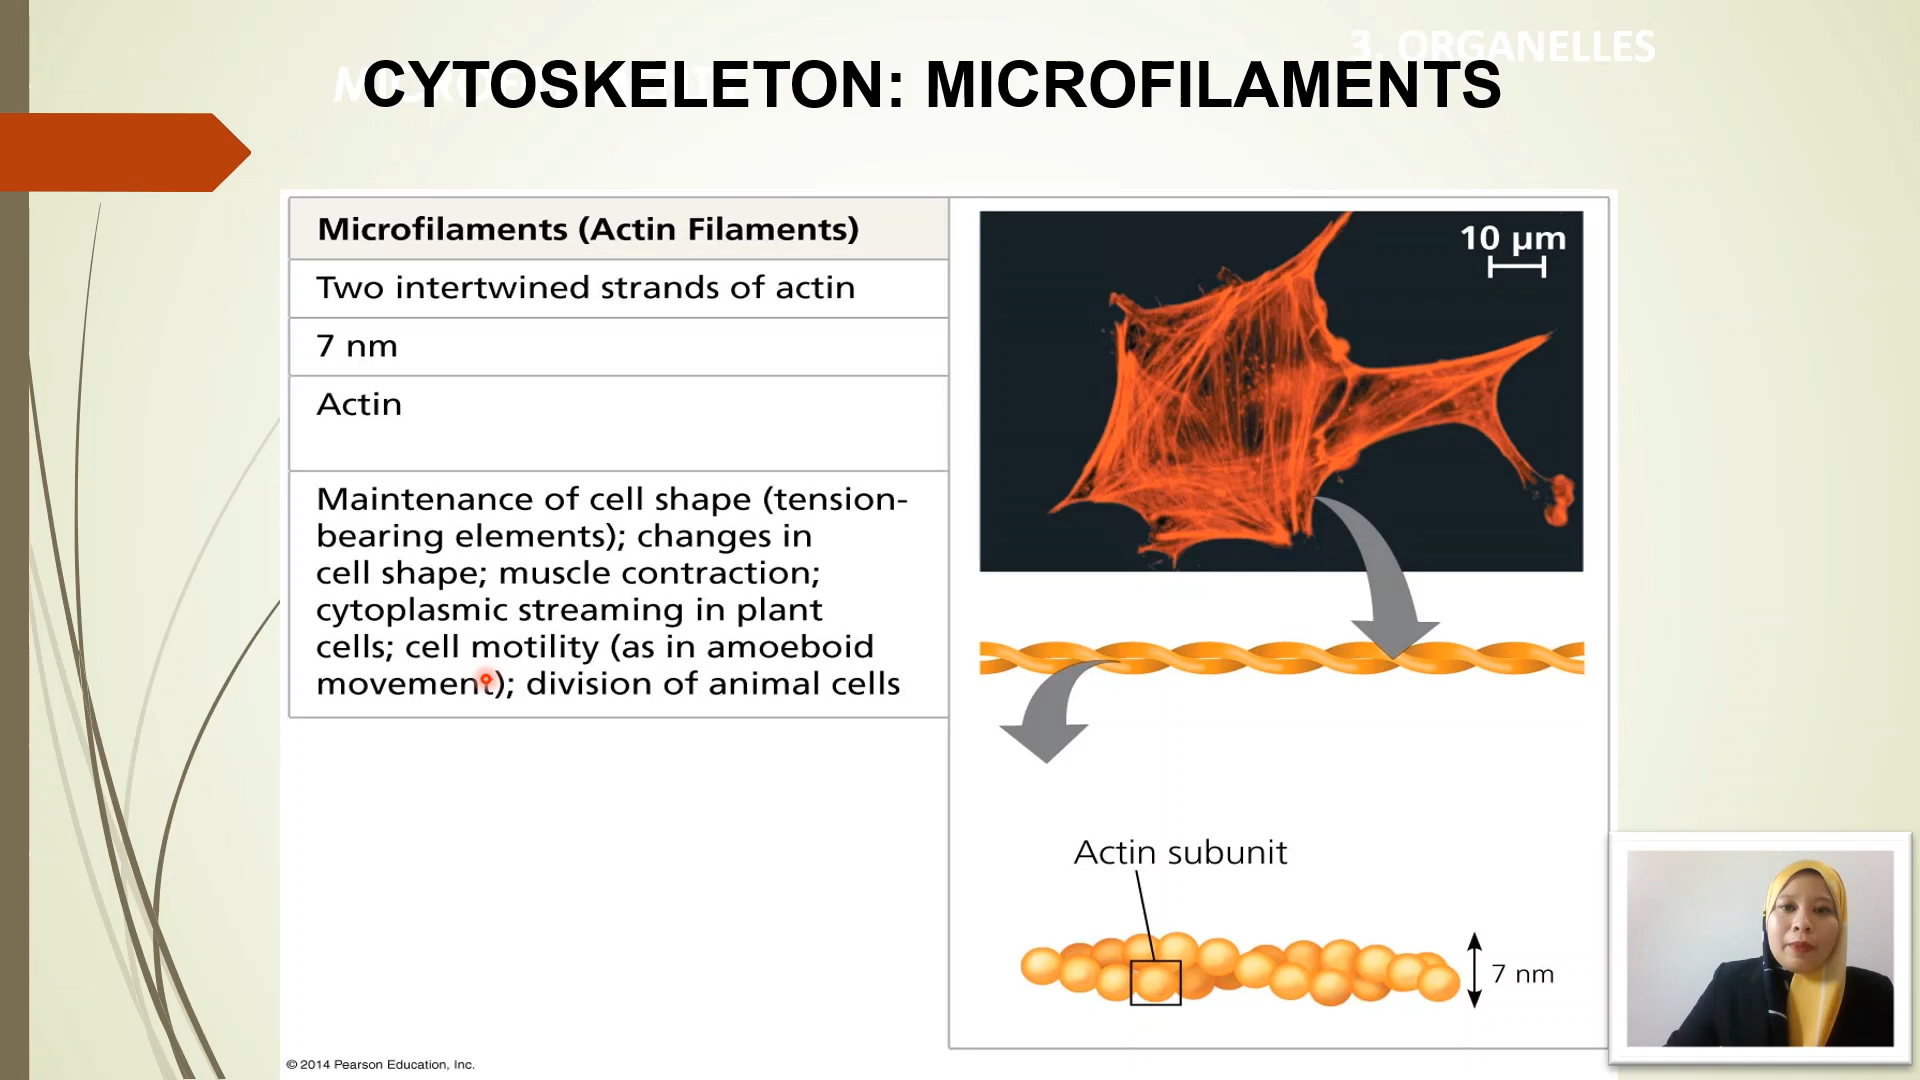 3. ORGANELLES
CYTOSKELETON: MICROFILAMENTS
Microfilaments (Actin Filaments)
Two intertwined strands of actin
7 nm
Actin
Maintenance of cell shape (tension-
bearing elements); changes in
cell shape; muscle contraction;
cytoplasmic streaming in plant
cells; cell motility (as in amoeboid
movement); division of animal cells
10 µm
Actin subunit
7 nm
© 2014 Pearson Education, Inc.